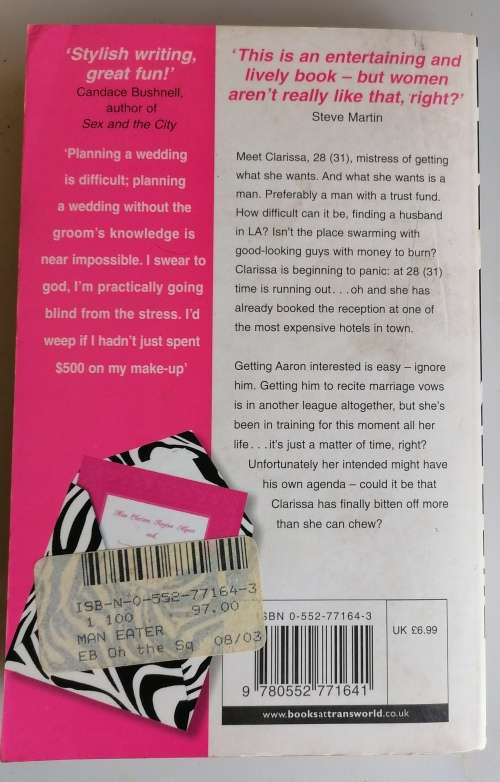 'Stylish writing,
great fun!'
Candace Bushnell,
author of
Sex and the City
'Planning a wedding
is difficult; planning
a wedding without the
groom's knowledge is
near impossible. I swear to
god, I'm practically going
blind from the stress. I'd
weep if I hadn't just spent
$500 on my make-up'
'This is an entertaining and
lively book – but women
aren't really like that, right?'
Steve Martin
Meet Clarissa, 28 (31), mistress of getting
what she wants. And what she wants is a
man. Preferably a man with a trust fund.
How difficult can it be, finding a husband
in LA? Isn't the place swarming with
good-looking guys with money to burn?
Clarissa is beginning to panic: at 28 (31)
time is running out...oh and she has
already booked the reception at one of
the most expensive hotels in town.
Getting Aaron interested is easy – ignore
him. Getting him to recite marriage vows
is in another league altogether, but she's
been in training for this moment all her
life...it's just a matter of time, right?
Unfortunately her intended might have
his own agenda – could it be that
Clarissa has finally bitten off more
than she can chew?
ISB-N-0-552-77164-3
1 100 97.00
MAN EATER
EB On the Sq 08/03
SBN 0-552-77164-3
UK £6.99
9 780552 771641
www.booksattransworld.co.uk